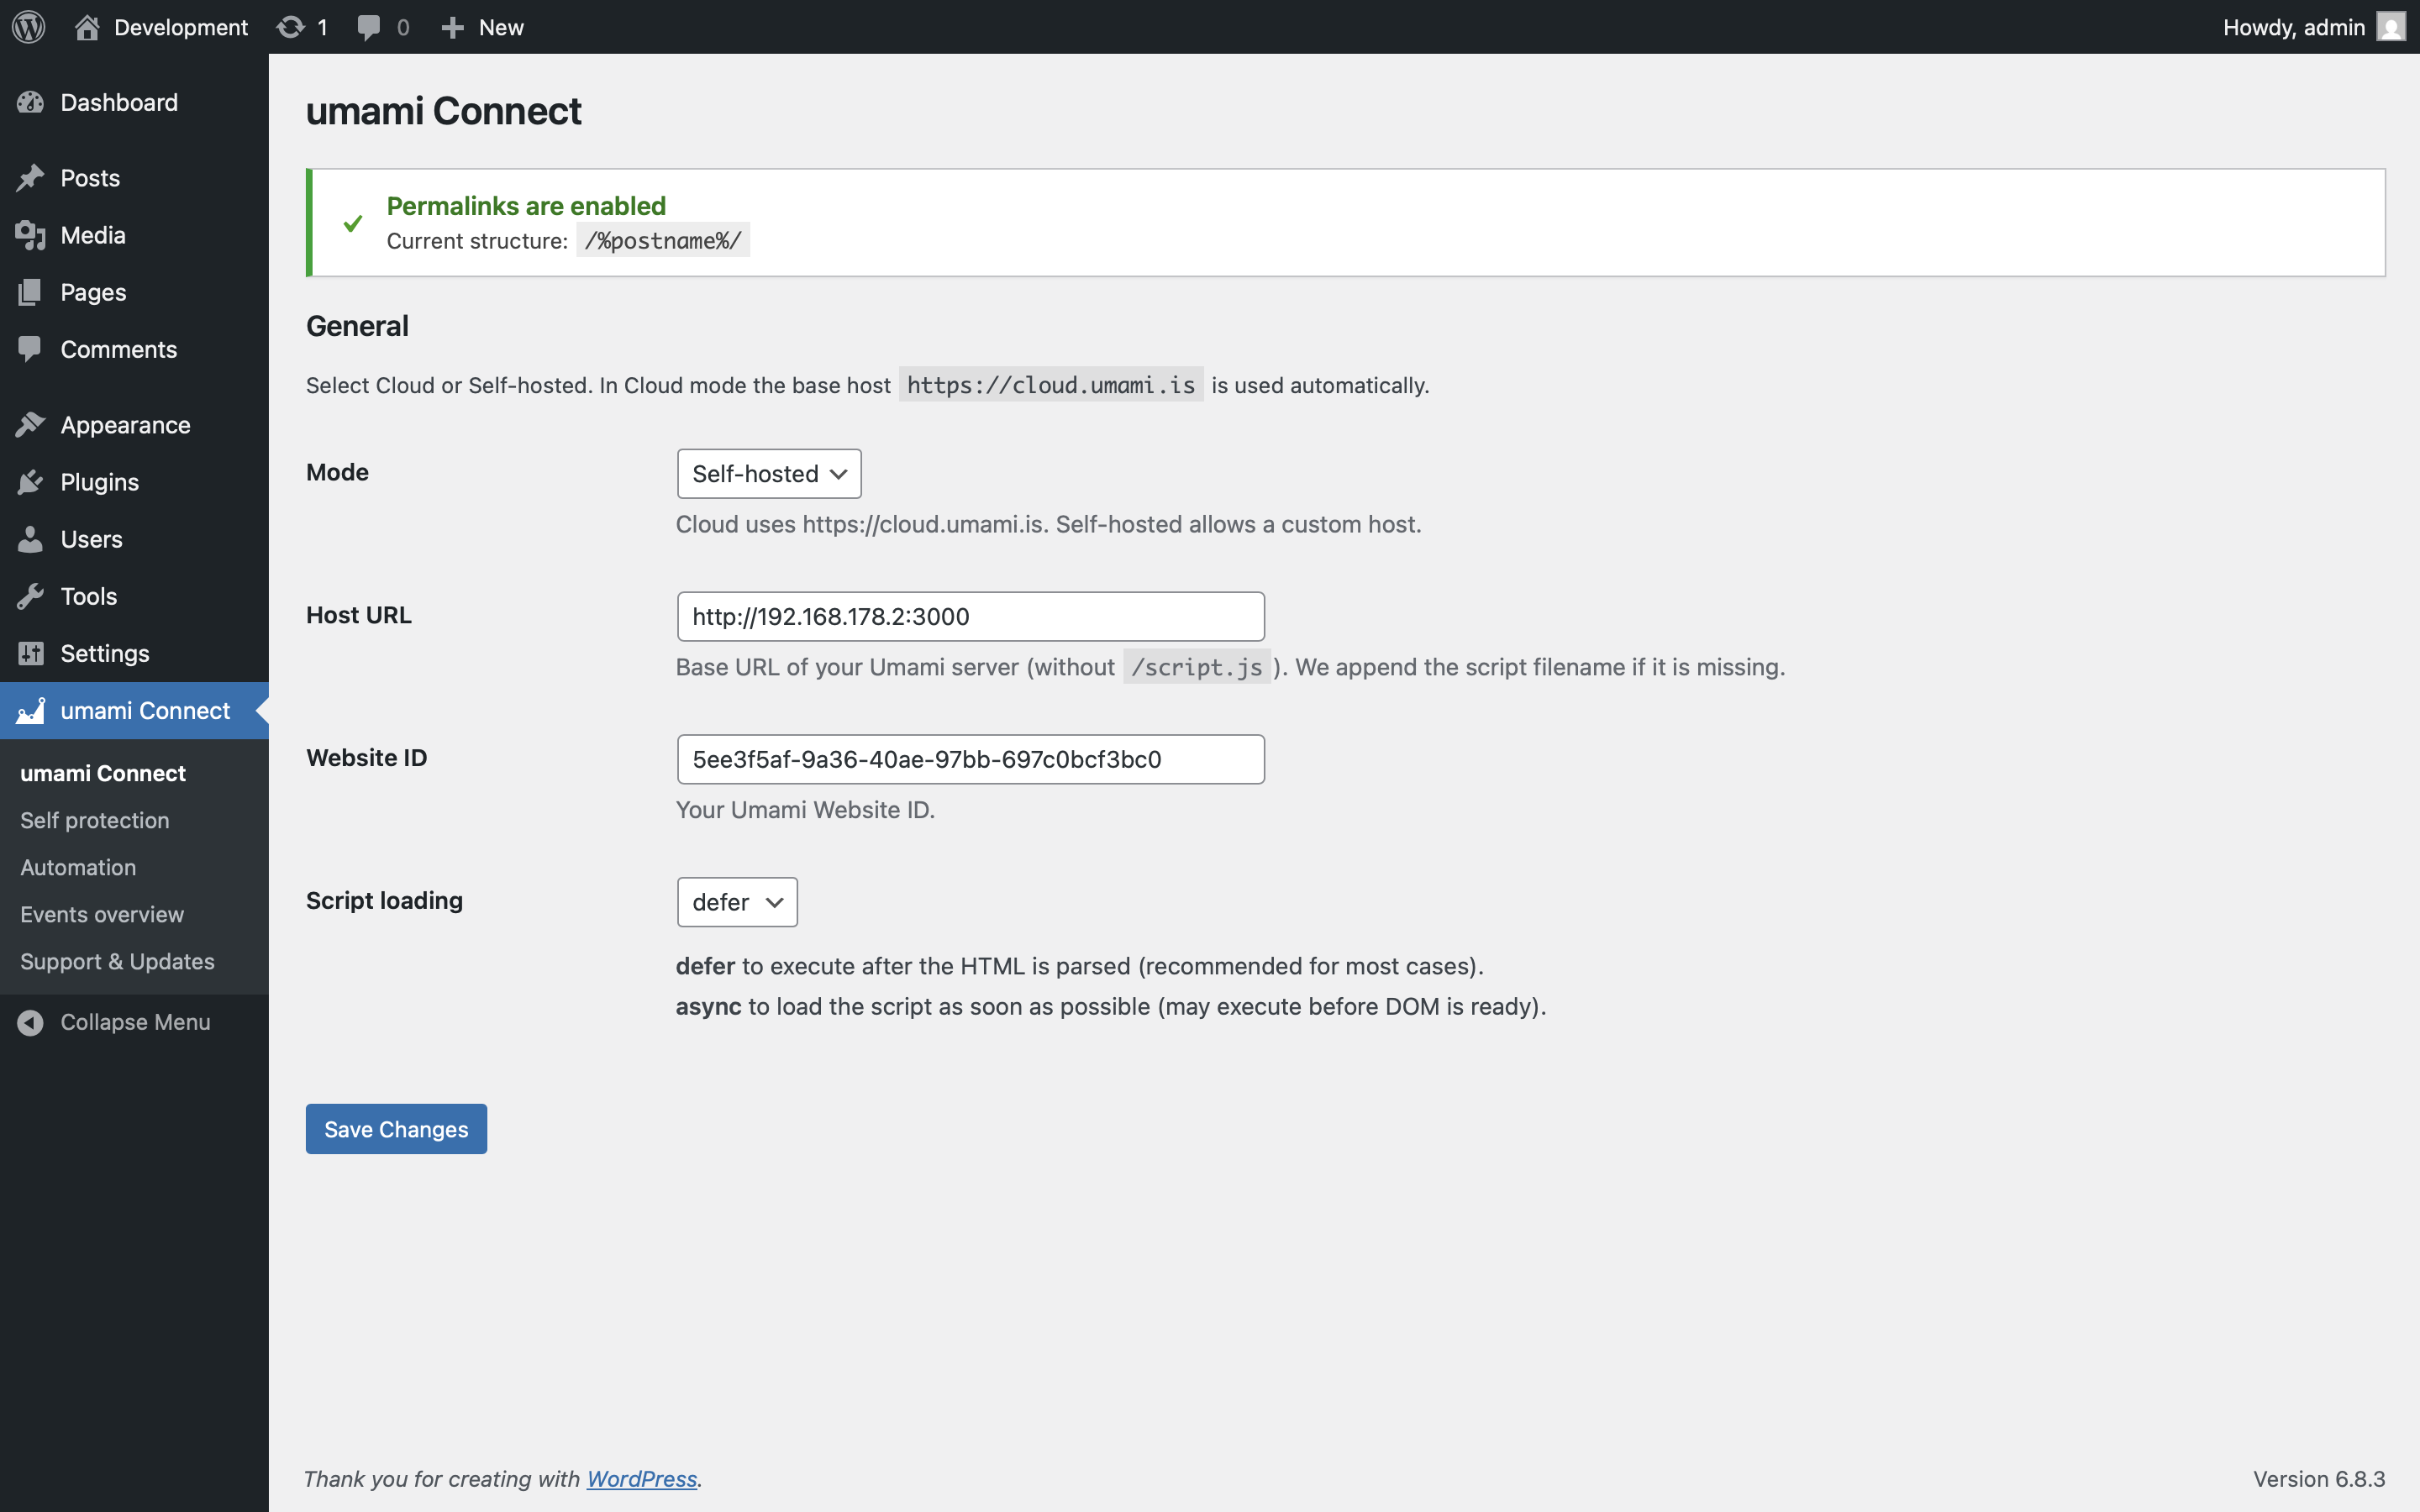 Development 1 0 New Howdy, admin
Dashboard
Posts
Media
Pages
Comments
Appearance
Plugins
Users
Tools
Settings
umami Connect
umami Connect
Self protection
Automation
Events overview
Support & Updates
Collapse Menu
umami Connect
Permalinks are enabled
Current structure: /%postname%/
General
Select Cloud or Self-hosted. In Cloud mode the base host https://cloud.umami.is is used automatically.
Mode
Self-hosted
Cloud uses https://cloud.umami.is. Self-hosted allows a custom host.
Host URL
http://192.168.178.2:3000
Base URL of your Umami server (without /script.js). We append the script filename if it is missing.
Website ID
5ee3f5af-9a36-40ae-97bb-697c0bcf3bc0
Your Umami Website ID.
Script loading
defer
defer to execute after the HTML is parsed (recommended for most cases).
async to load the script as soon as possible (may execute before DOM is ready).
Save Changes
Thank you for creating with WordPress.
Version 6.8.3